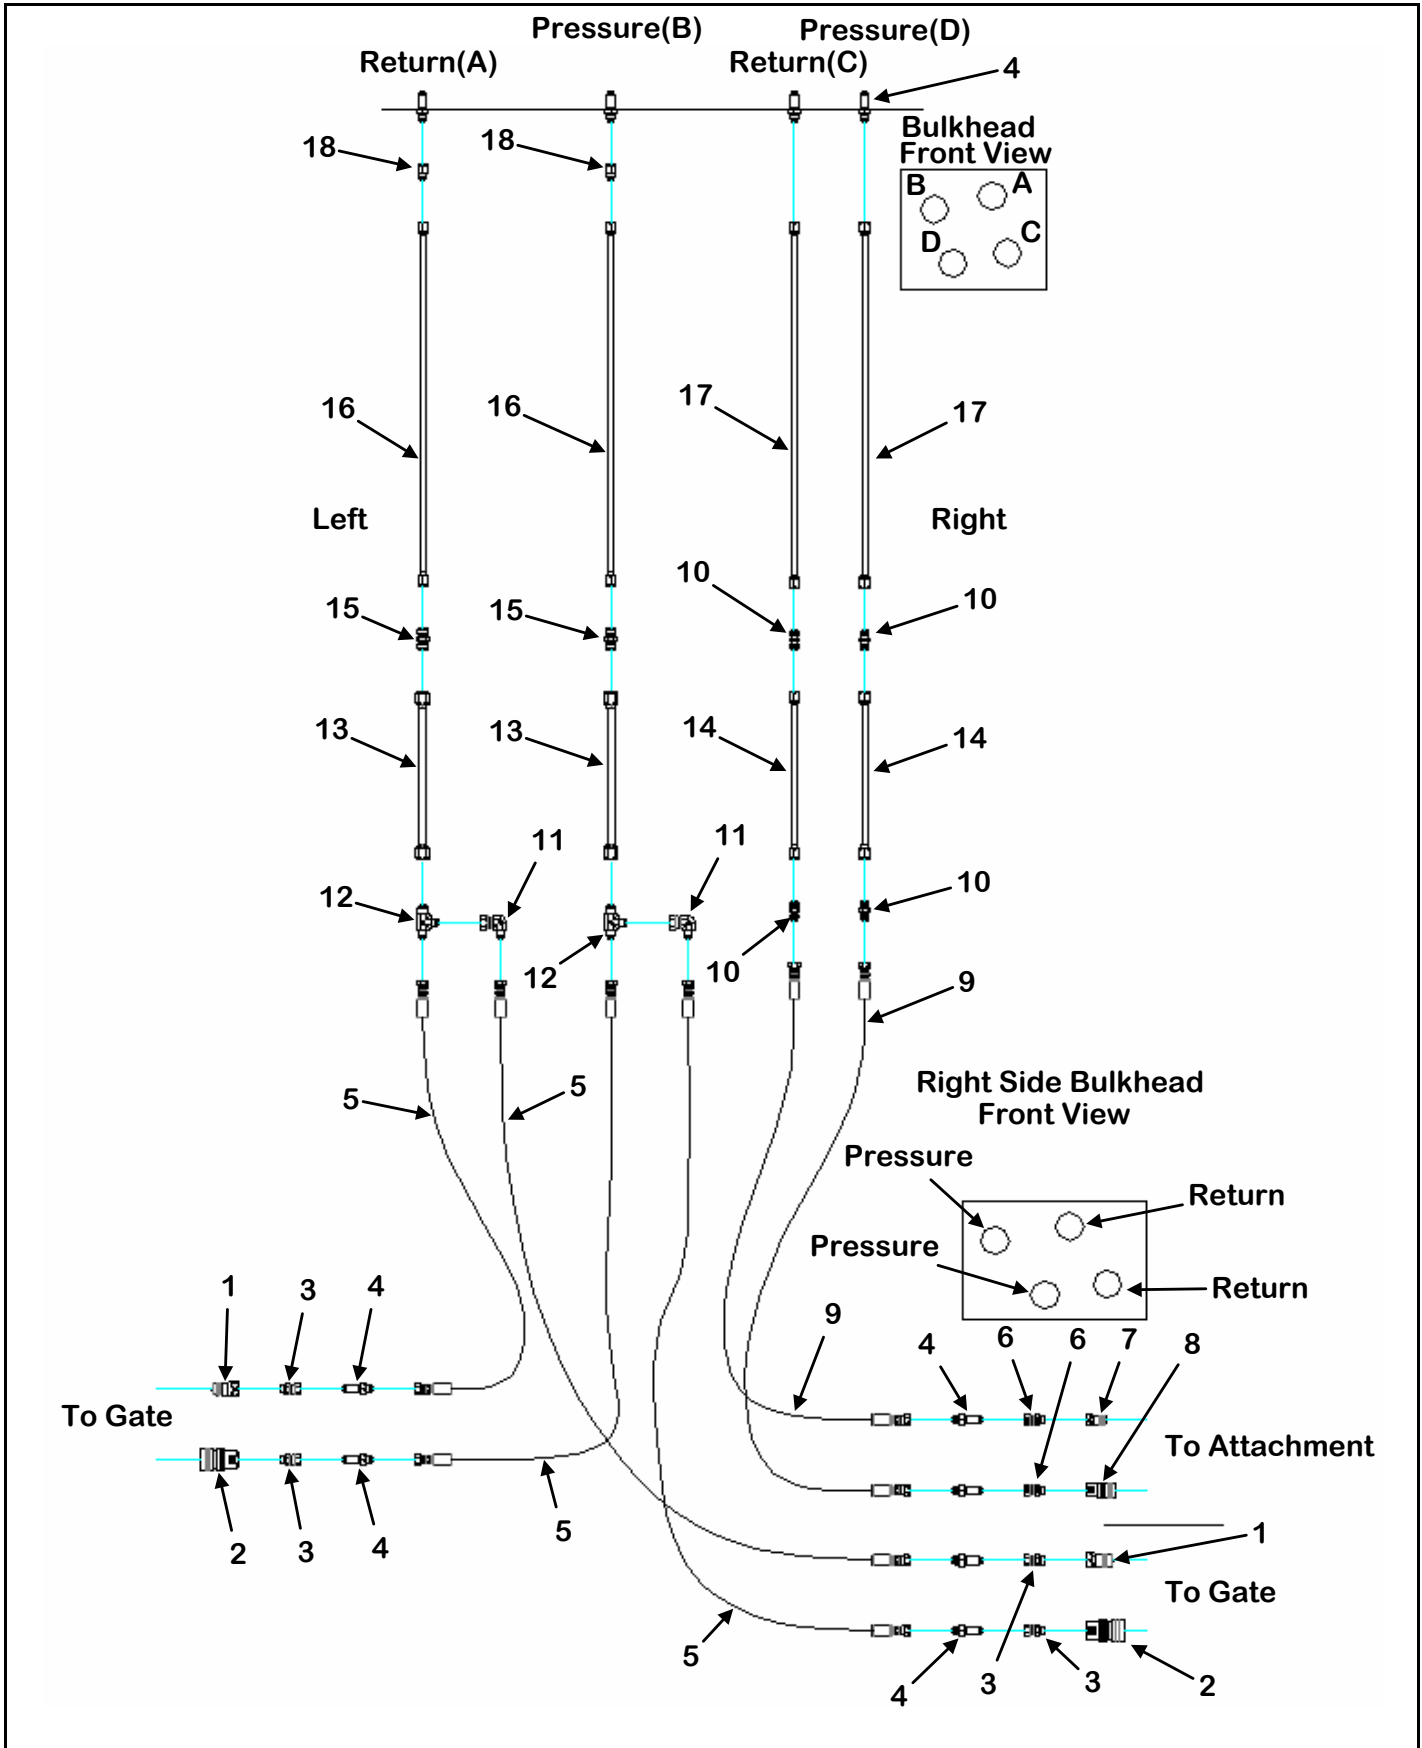 Pressure(B)
Pressure(D)
Return(A)
Return(C)
4
Bulkhead
Front View
18
18
B
A
D
C
16
16
17
17
Left
Right
10
10
15
15
13
13
14
14
11
11
12
10
12
10
9
5
5
Right Side Bulkhead
Front View
Pressure
Return
Pressure
Return
1
3
4
9
4
6
6
7
8
To Gate
To Attachment
2
3
4
5
1
To Gate
5
4
3
3
2